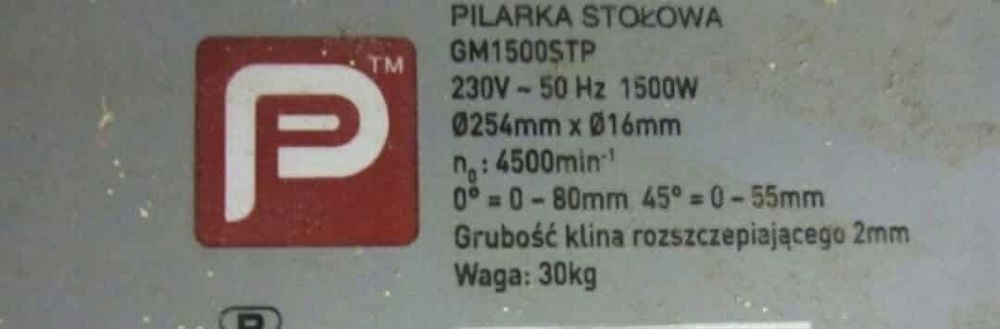 PILARKA STOŁOWA
GM1500STP
230V ~ 50 Hz 1500W
Ø254mm x Ø16mm
n₀: 4500min⁻¹
0° = 0 – 80mm 45° = 0 – 55mm
Grubość klina rozszczepiającego 2mm
Waga: 30kg
P TM